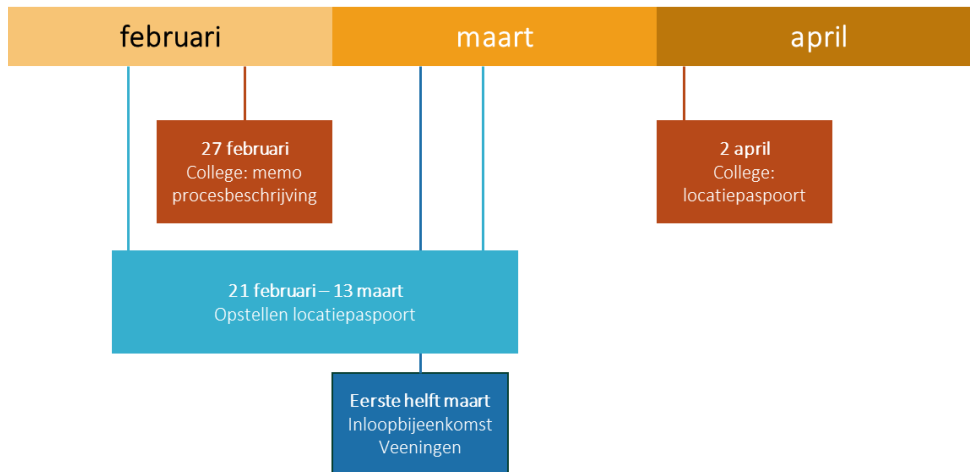 februari
maart
april
27 februari
College: memo
procesbeschrijving
2 april
College:
locatiepaspoort
21 februari – 13 maart
Opstellen locatiepaspoort
Eerste helft maart
Inloopbijeenkomst
Veeningen